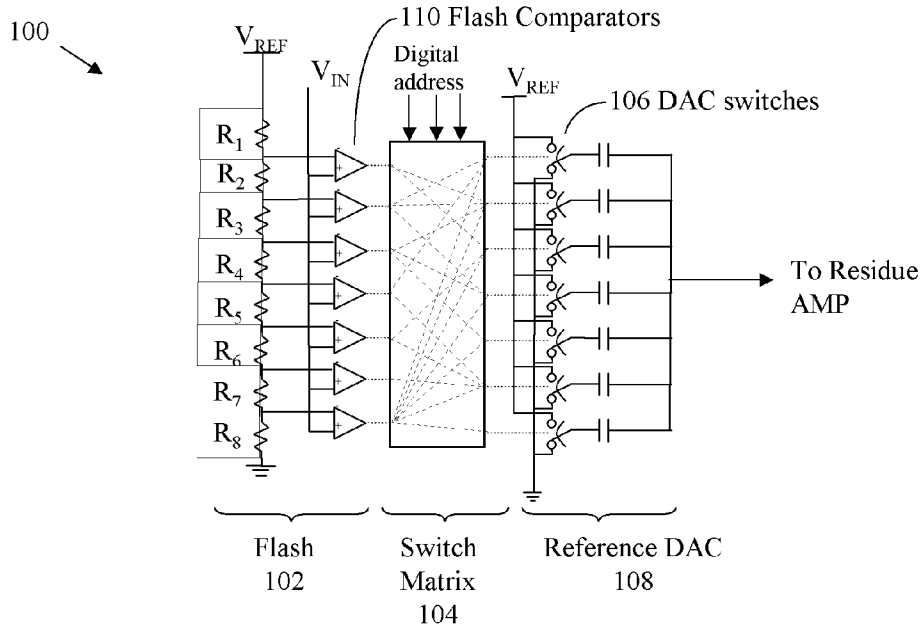 100
110 Flash Comparators
V_REF
V_IN
Digital
address
V_REF
106 DAC switches
R_1
R_2
R_3
R_4
R_5
R_6
R_7
R_8
To Residue
AMP
Flash
102
Switch
Matrix
104
Reference DAC
108